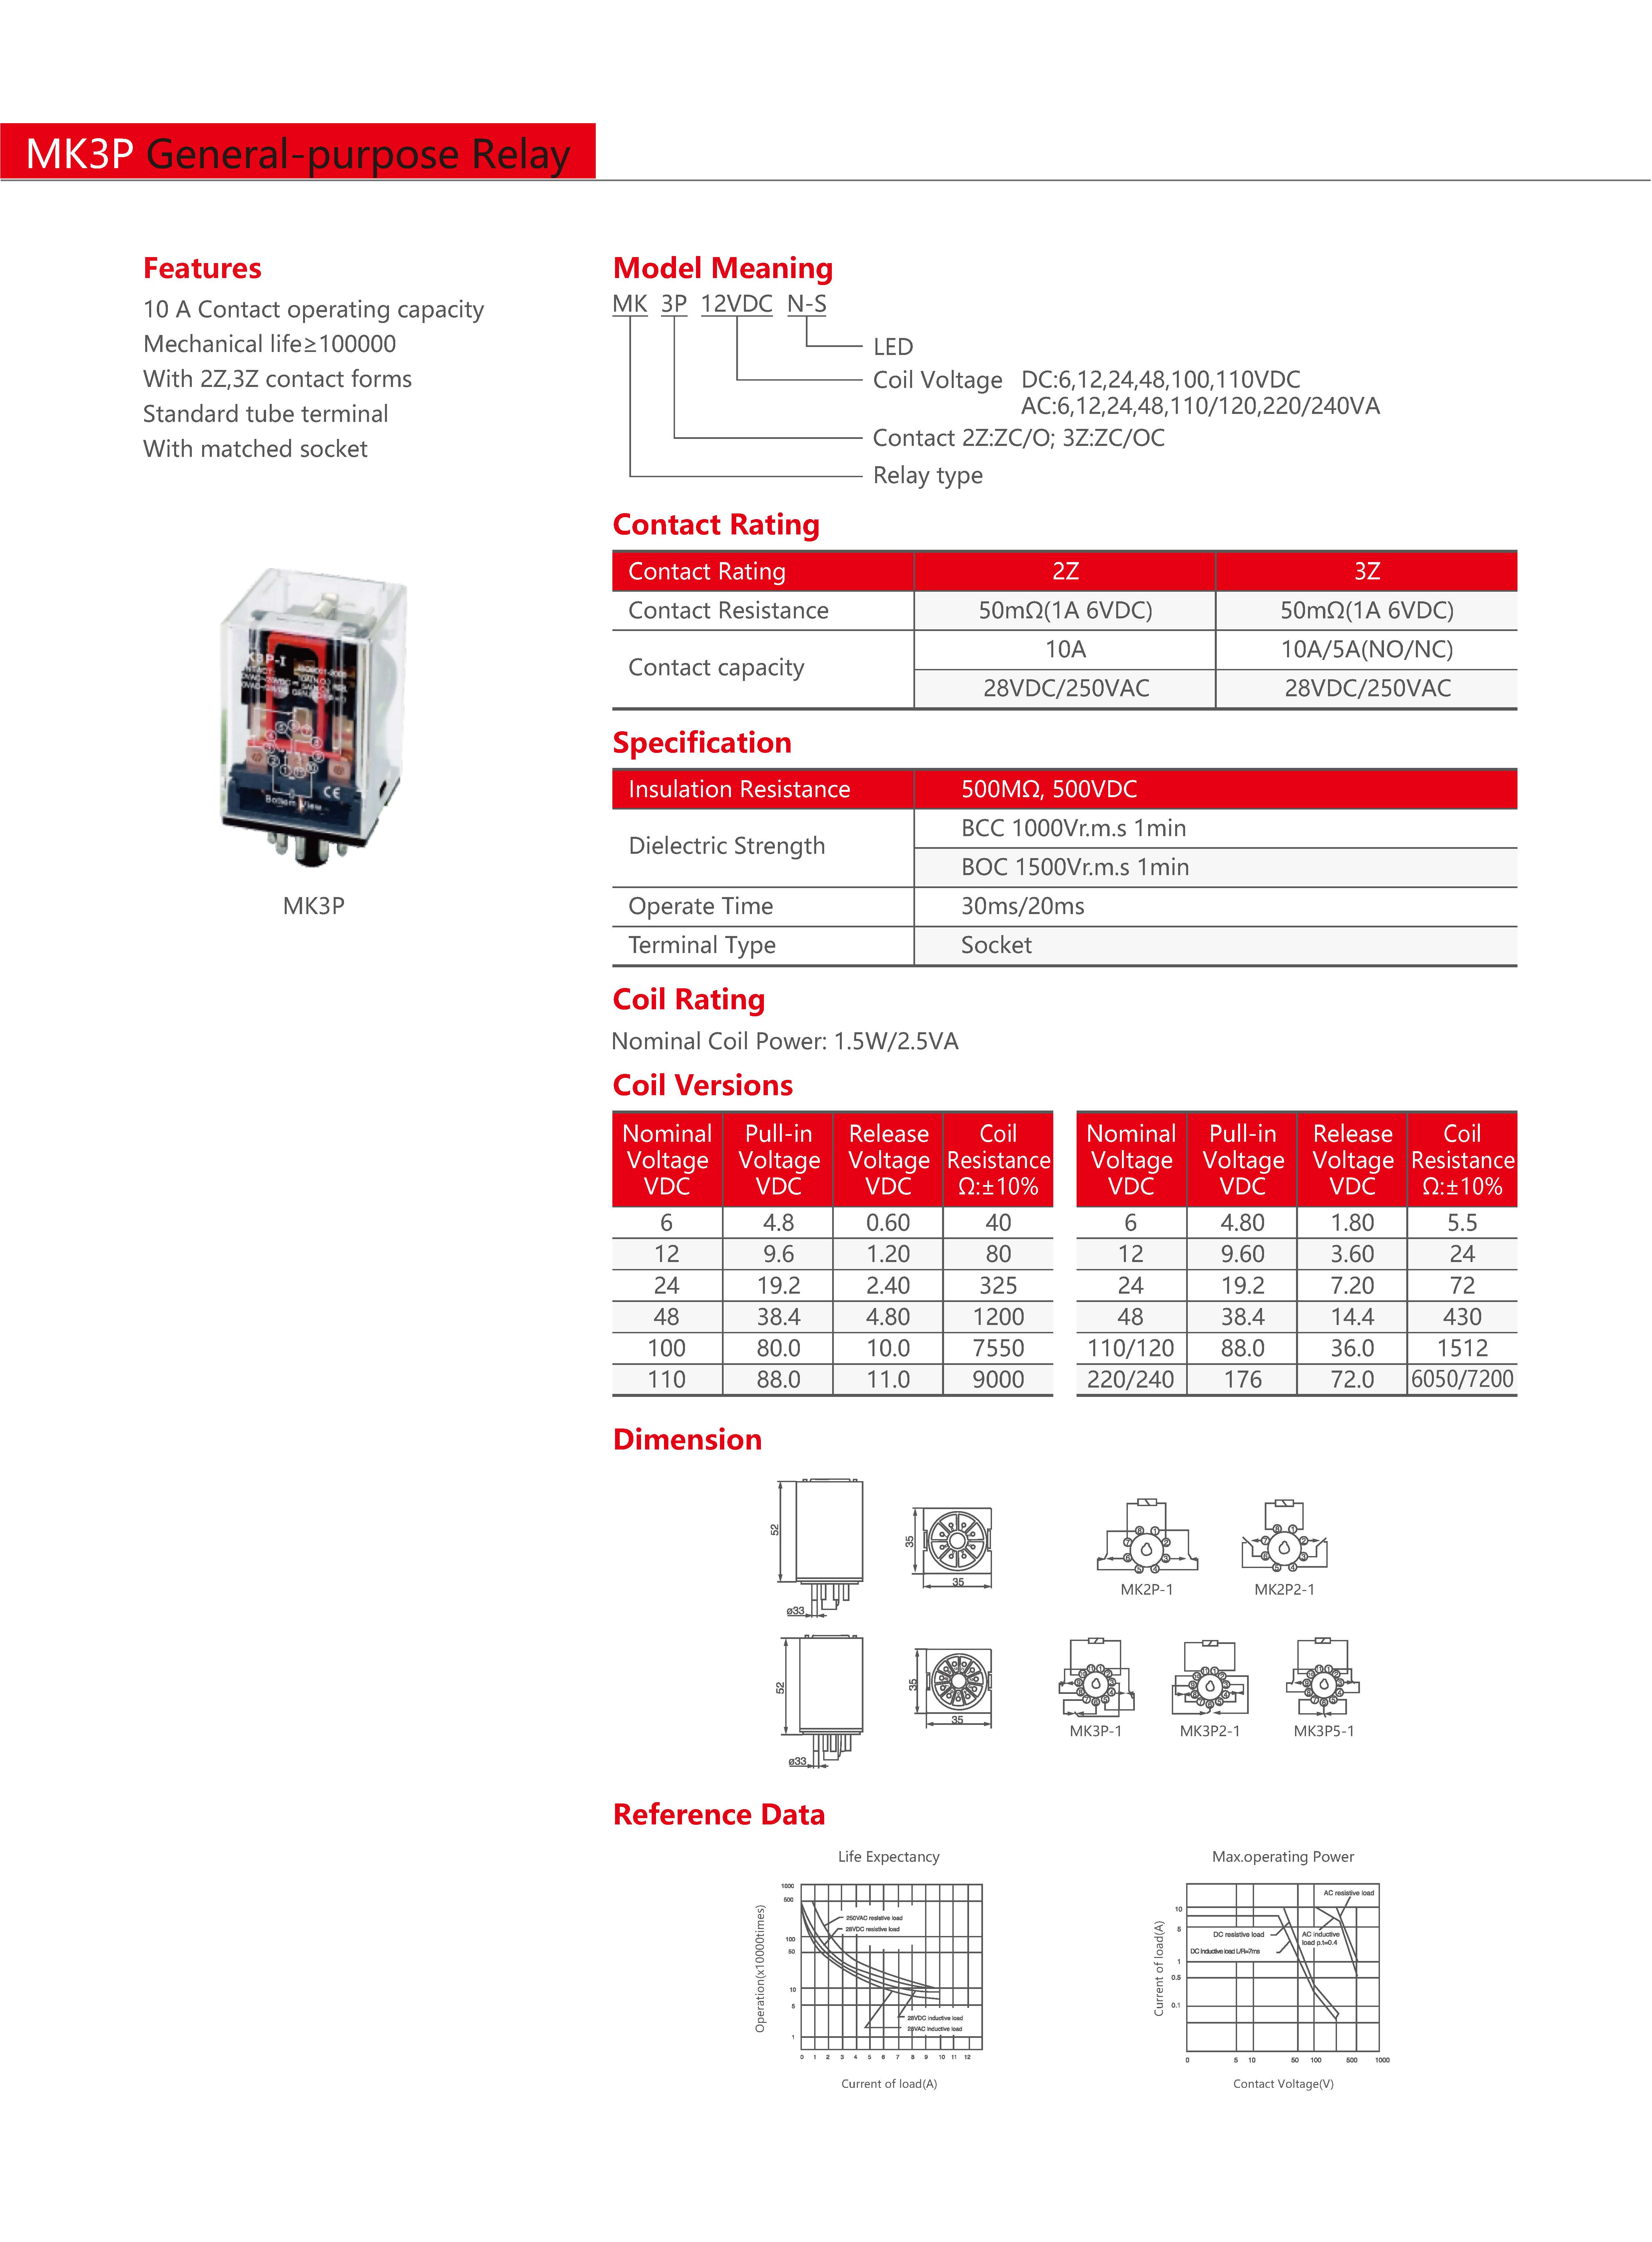 MK3P General-purpose Relay
Features
10 A Contact operating capacity
Mechanical life≥100000
With 2Z,3Z contact forms
Standard tube terminal
With matched socket
MK3P
Model Meaning
MK 3P 12VDC N-S
LED
Coil Voltage DC:6,12,24,48,100,110VDC
AC:6,12,24,48,110/120,220/240VA
Contact 2Z:ZC/O; 3Z:ZC/OC
Relay type
Contact Rating
Contact Rating 2Z 3Z
Contact Resistance 50mΩ(1A 6VDC) 50mΩ(1A 6VDC)
Contact capacity 10A 10A/5A(NO/NC)
28VDC/250VAC 28VDC/250VAC
Specification
Insulation Resistance 500MΩ, 500VDC
Dielectric Strength BCC 1000Vr.m.s 1min
BOC 1500Vr.m.s 1min
Operate Time 30ms/20ms
Terminal Type Socket
Coil Rating
Nominal Coil Power: 1.5W/2.5VA
Coil Versions
Nominal Pull-in Release Coil Nominal Pull-in Release Coil
Voltage Voltage Voltage Resistance Voltage Voltage Voltage Resistance
VDC VDC VDC Ω:±10% VDC VDC VDC Ω:±10%
6 4.8 0.60 40 6 4.80 1.80 5.5
12 9.6 1.20 80 12 9.60 3.60 24
24 19.2 2.40 325 24 19.2 7.20 72
48 38.4 4.80 1200 48 38.4 14.4 430
100 80.0 10.0 7550 110/120 88.0 36.0 1512
110 88.0 11.0 9000 220/240 176 72.0 6050/7200
Dimension
52
ø33
35
35
MK2P-1 MK2P2-1
52
ø33
35
35
MK3P-1 MK3P2-1 MK3P5-1
Reference Data
Life Expectancy
Operation(x10000times)
1000
500
100
50
10
5
1
250VAC resistive load
28VDC resistive load
28VDC inductive load
28VAC inductive load
0 1 2 3 4 5 6 7 8 9 10 11 12
Current of load(A)
Max.operating Power
Current of load(A)
10
5
1
0.5
0.1
AC resistive load
DC resistive load
AC inductive
load p.t=0.4
DC inductive load L/R=7ms
0 5 10 50 100 500 1000
Contact Voltage(V)